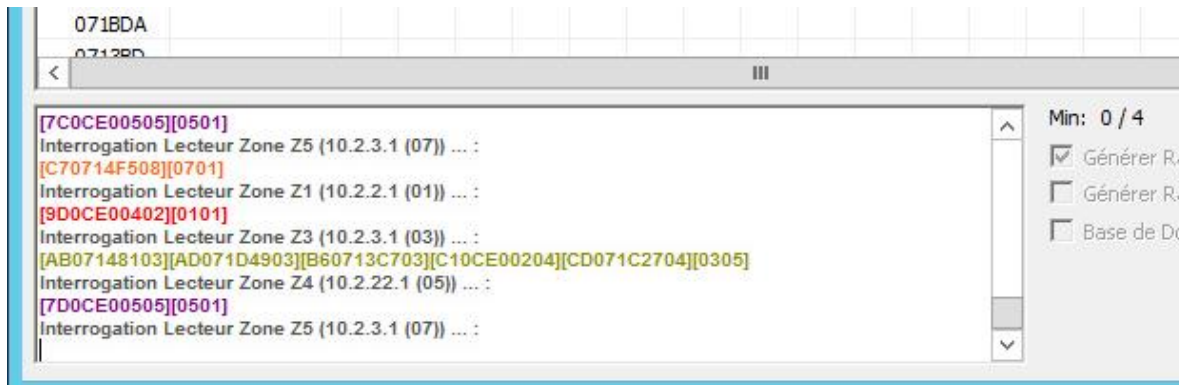 071BDA
[7C0CE00505][0501]
Interrogation Lecteur Zone Z5 (10.2.3.1 (07)) ... :
[C70714F508][0701]
Interrogation Lecteur Zone Z1 (10.2.2.1 (01)) ... :
[9D0CE00402][0101]
Interrogation Lecteur Zone Z3 (10.2.3.1 (03)) ... :
[AB07148103][AD071D4903][B60713C703][C10CE00204][CD071C2704][0305]
Interrogation Lecteur Zone Z4 (10.2.22.1 (05)) ... :
[7D0CE00505][0501]
Interrogation Lecteur Zone Z5 (10.2.3.1 (07)) ... :
Min: 0 / 4
Générer Ra
Générer Ra
Base de Do